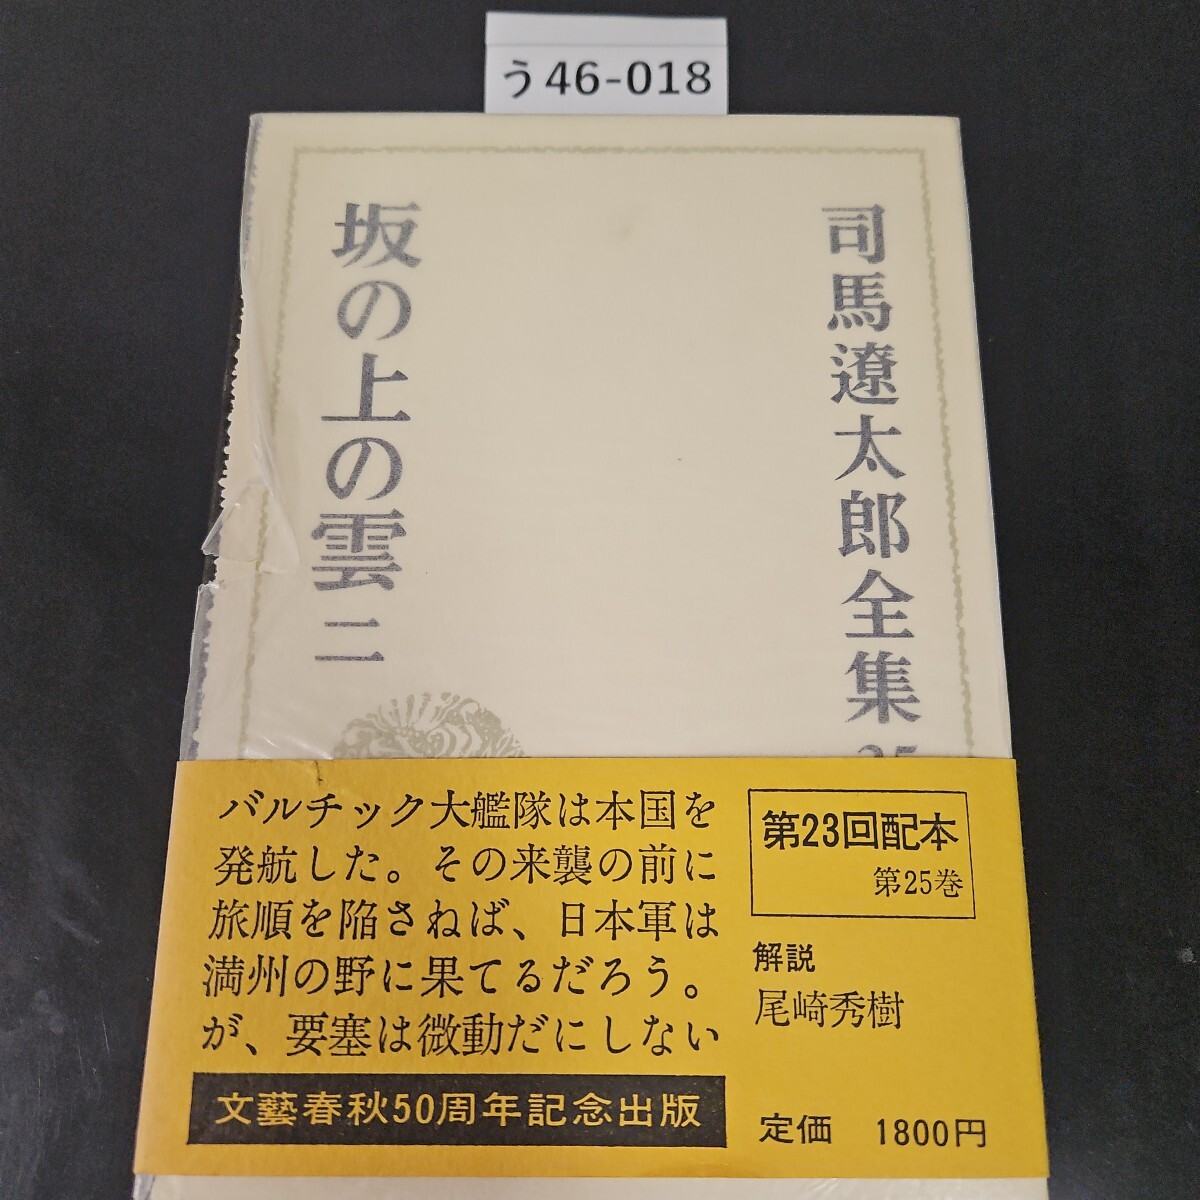 う46-018
司馬遼太郎全集 25
坂の上の雲 二
バルチック大艦隊は本国を
発航した。その来襲の前に
旅順を陥さねば、日本軍は
満州の野に果てるだろう。
が、要塞は微動だにしない
文藝春秋50周年記念出版
第23回配本
第25巻
解説
尾崎秀樹
定価 1800円